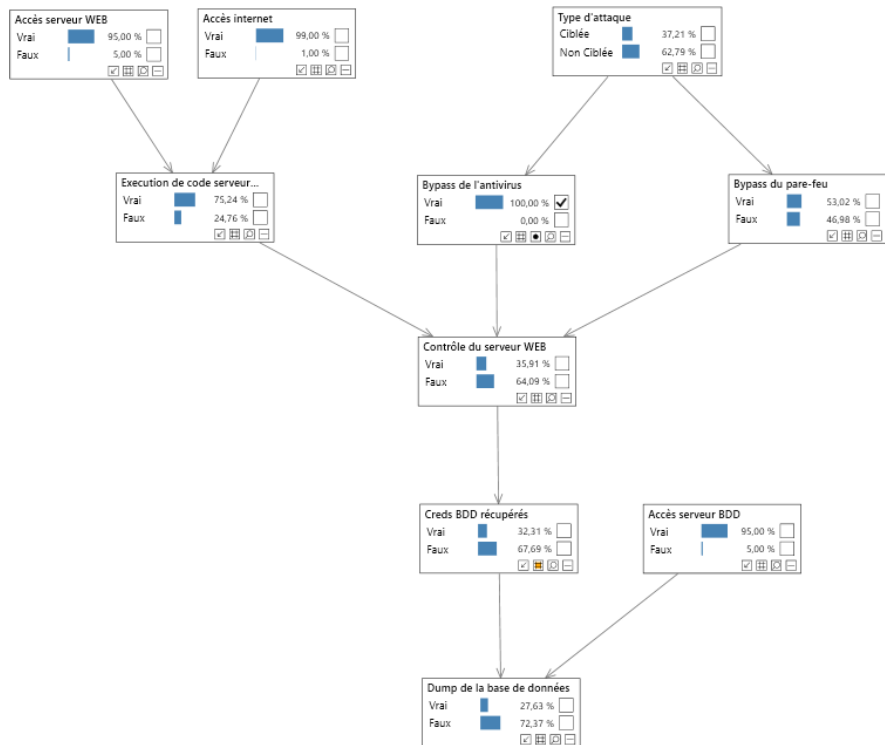 Accès serveur WEB
Vrai 95,00 %
Faux 5,00 %
Accès internet
Vrai 99,00 %
Faux 1,00 %
Type d'attaque
Ciblée 37,21 %
Non Ciblée 62,79 %
Execution de code serveur...
Vrai 75,24 %
Faux 24,76 %
Bypass de l'antivirus
Vrai 100,00 %
Faux 0,00 %
Bypass du pare-feu
Vrai 53,02 %
Faux 46,98 %
Contrôle du serveur WEB
Vrai 35,91 %
Faux 64,09 %
Creds BDD récupérés
Vrai 32,31 %
Faux 67,69 %
Accès serveur BDD
Vrai 95,00 %
Faux 5,00 %
Dump de la base de données
Vrai 27,63 %
Faux 72,37 %